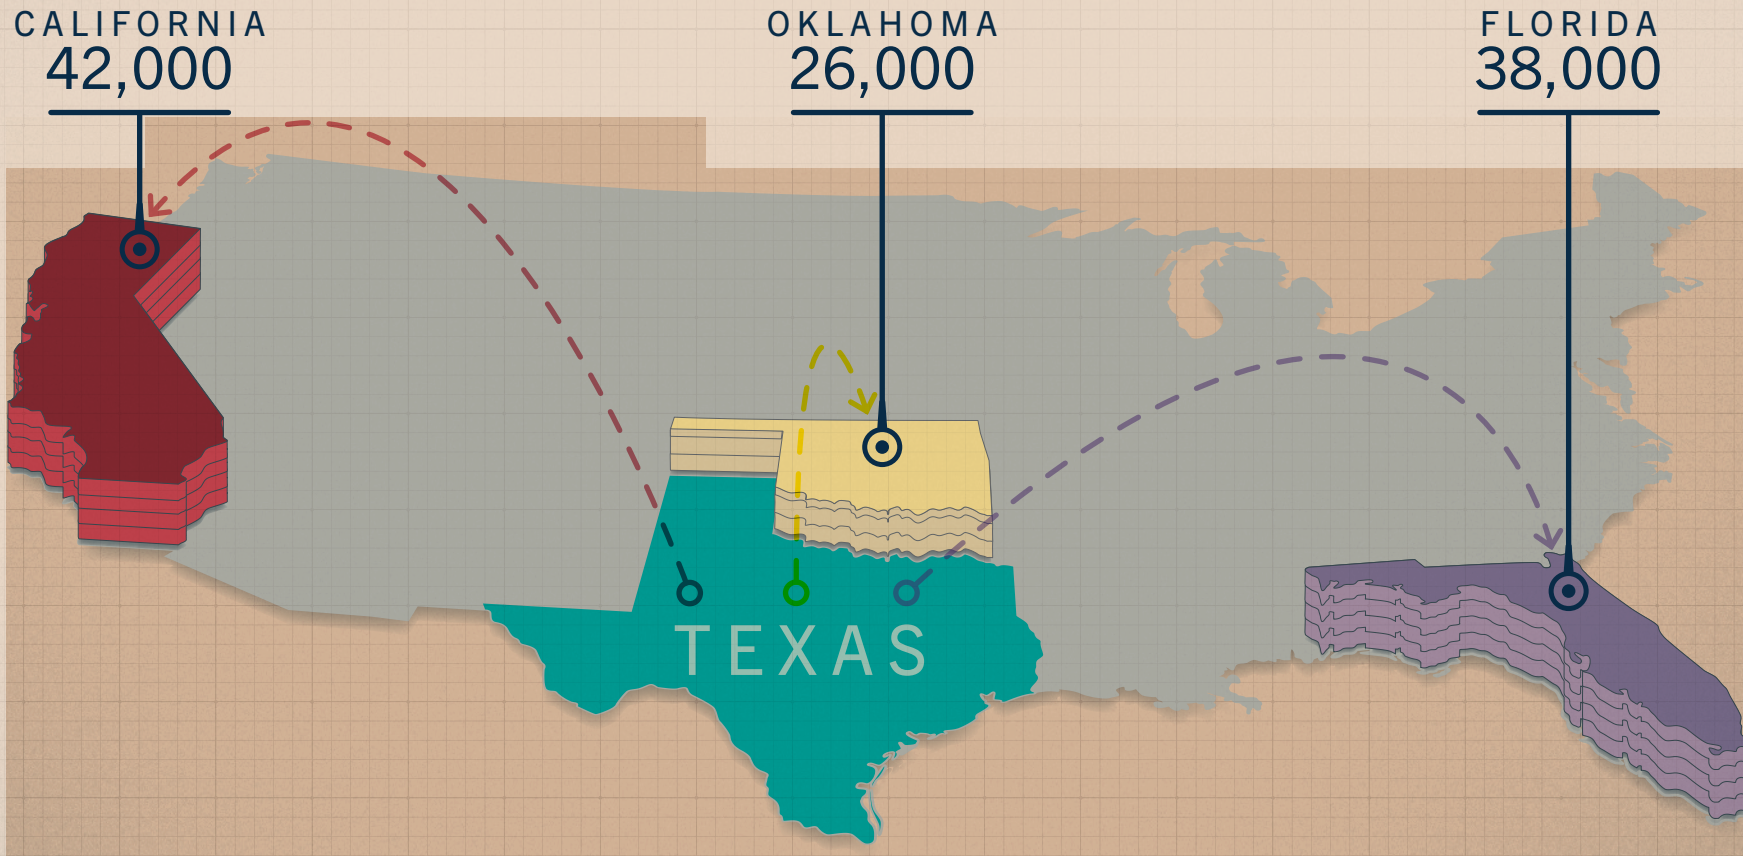 CALIFORNIA
42,000
OKLAHOMA
26,000
FLORIDA
38,000
TEXAS